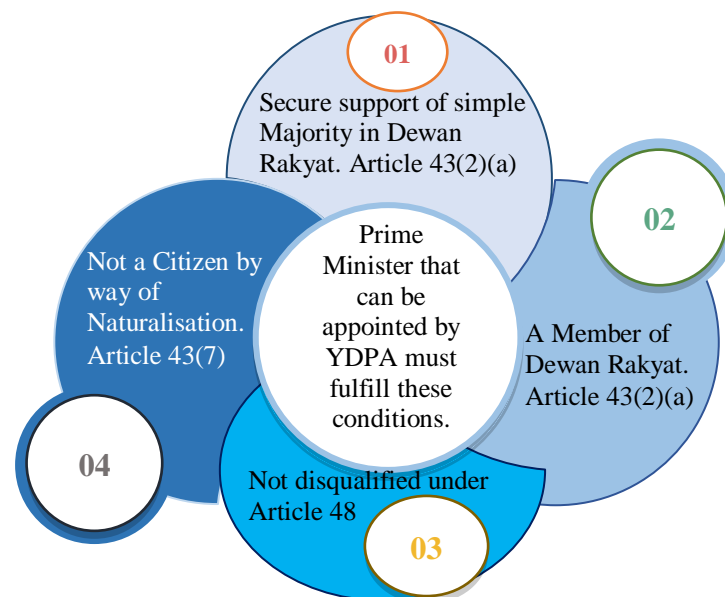 01
Secure support of simple
Majority in Dewan
Rakyat. Article 43(2)(a)
02
A Member of
Dewan Rakyat.
Article 43(2)(a)
Prime
Minister that
can be
appointed by
YDPA must
fulfill these
conditions.
Not a Citizen by
way of
Naturalisation.
Article 43(7)
04
Not disqualified under
Article 48
03